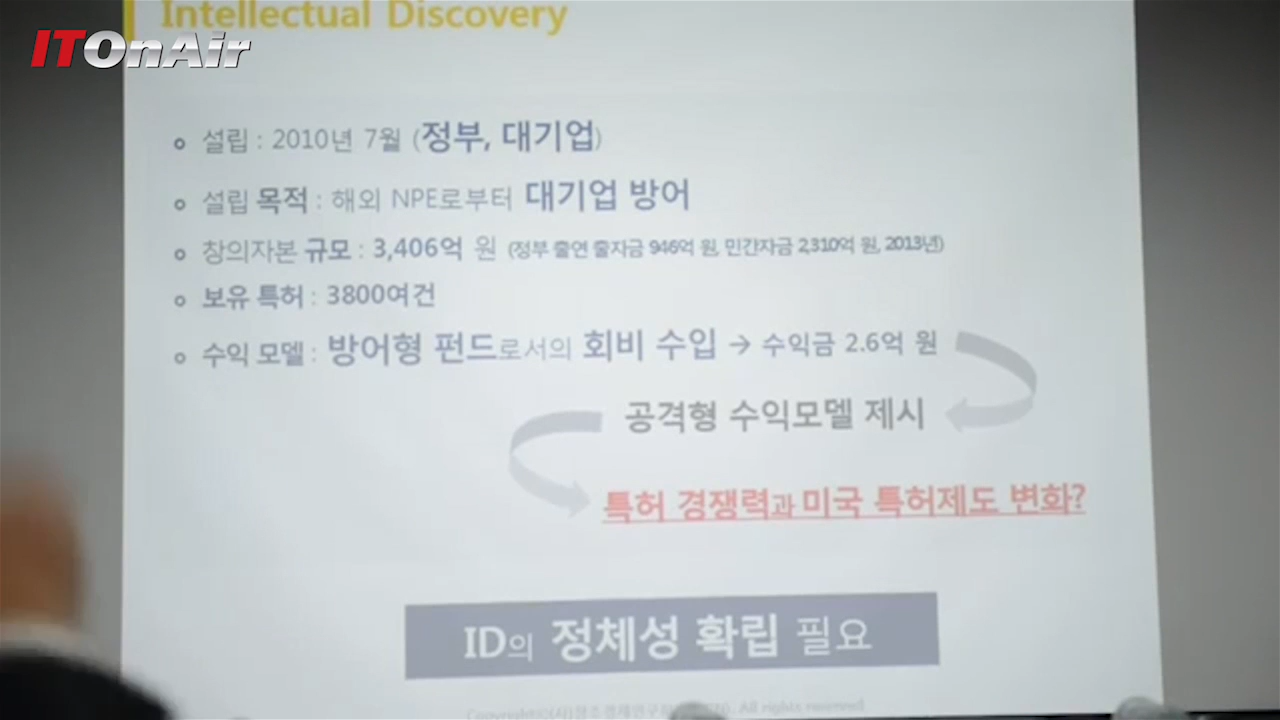 Intellectual Discovery
ITOnAir
설립 : 2010년 7월 (정부, 대기업)
설립 목적 : 해외 NPE로부터 대기업 방어
창의자본 규모 : 3,406억 원 (정부 출연 출자금 946억 원, 민간자금 2,310억 원, 2013년)
보유 특허 : 3800여건
수익 모델 : 방어형 펀드로서의 회비 수입 → 수익금 2.6억 원
공격형 수익모델 제시
특허 경쟁력과 미국 특허제도 변화?
ID의 정체성 확립 필요
All rights reserved.